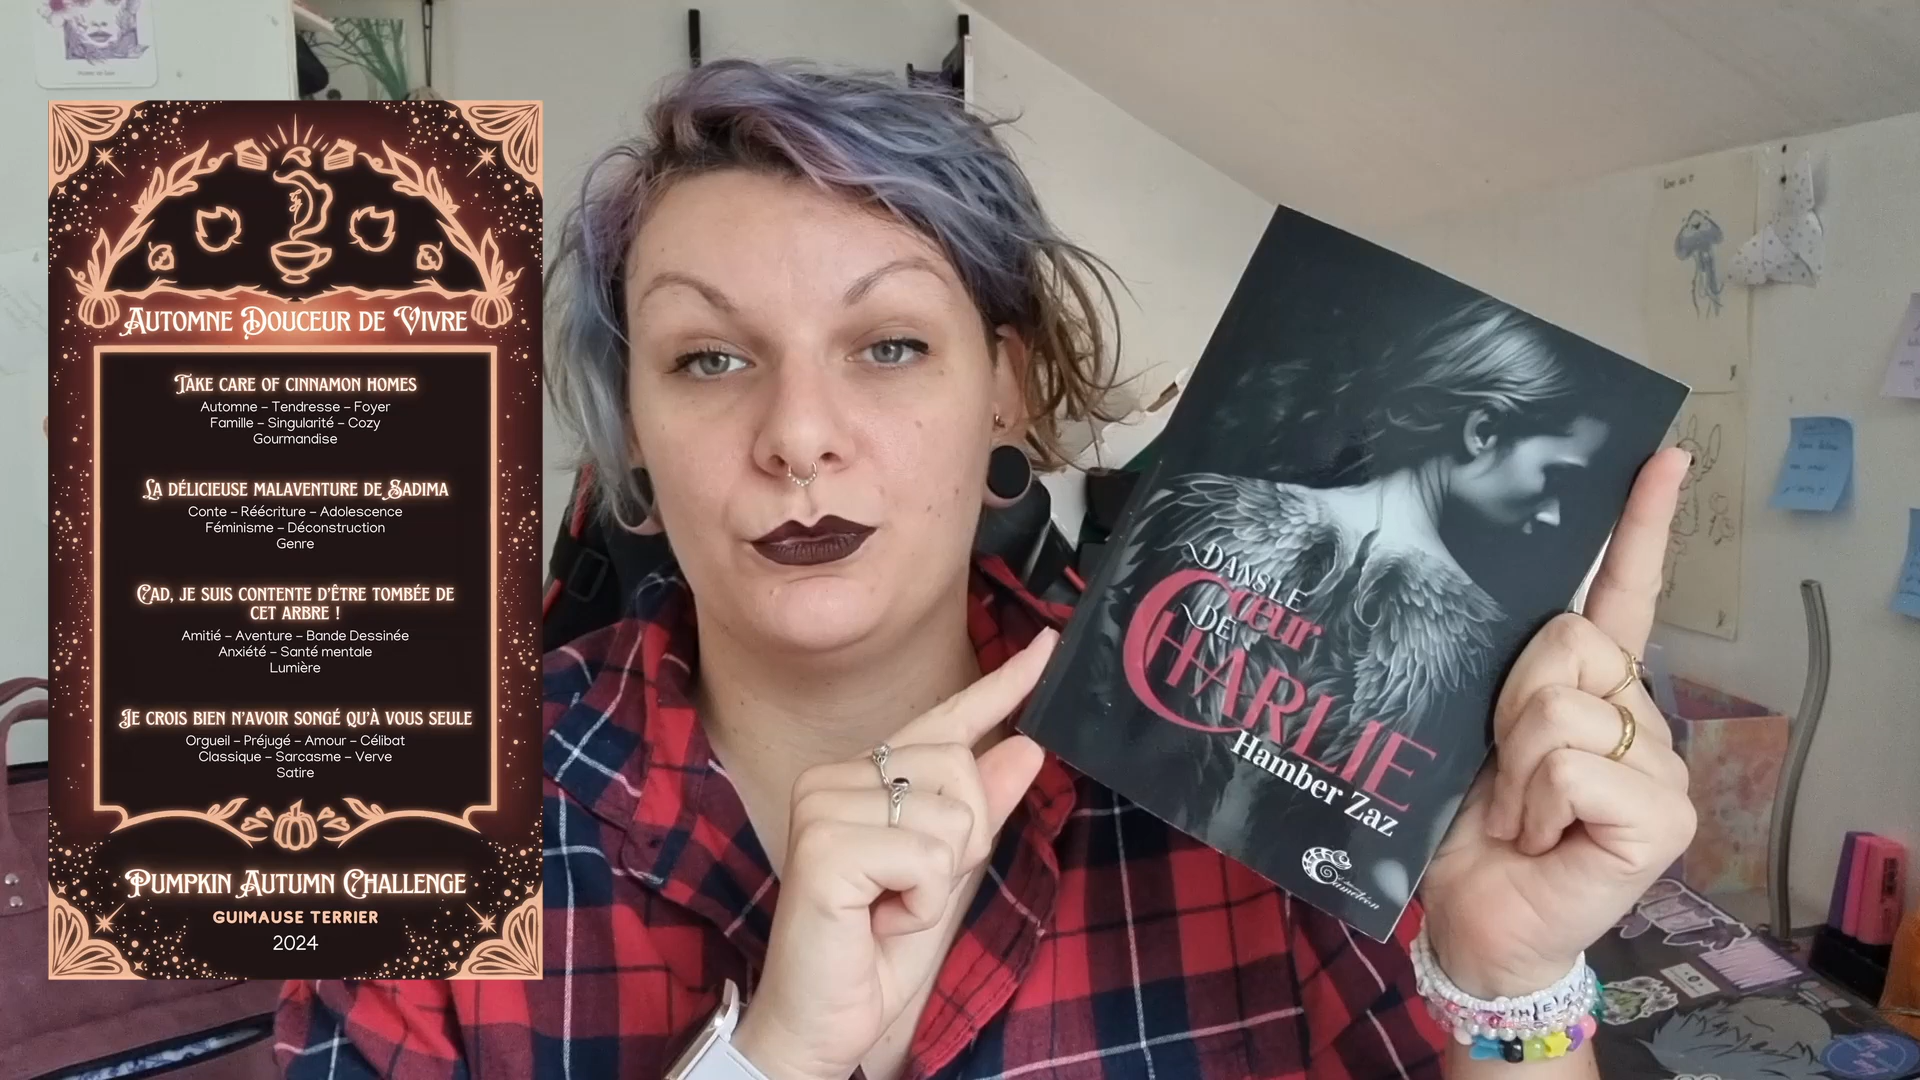 AUTOMNE DOUCEUR DE VIVRE
TAKE CARE OF CINNAMON HOMES
Automne – Tendresse – Foyer
Famille – Singularité – Cozy
Gourmandise
LA DÉLICIEUSE MALAVENTURE DE SADIMA
Conte – Réécriture – Adolescence
Féminisme – Déconstruction
Genre
CAD, JE SUIS CONTENTE D'ÊTRE TOMBÉE DE
CET ARBRE !
Amitié – Aventure – Bande Dessinée
Anxiété – Santé mentale
Lumière
JE CROIS BIEN N'AVOIR SONGÉ QU'À VOUS SEULE
Orgueil – Préjugé – Amour – Célibat
Classique – Sarcasme – Verve
Satire
PUMPKIN AUTUMN CHALLENGE
GUIMAUSE TERRIER
2024
DANS LE
Cœur
DE
CHARLIE
Hamber Zaz